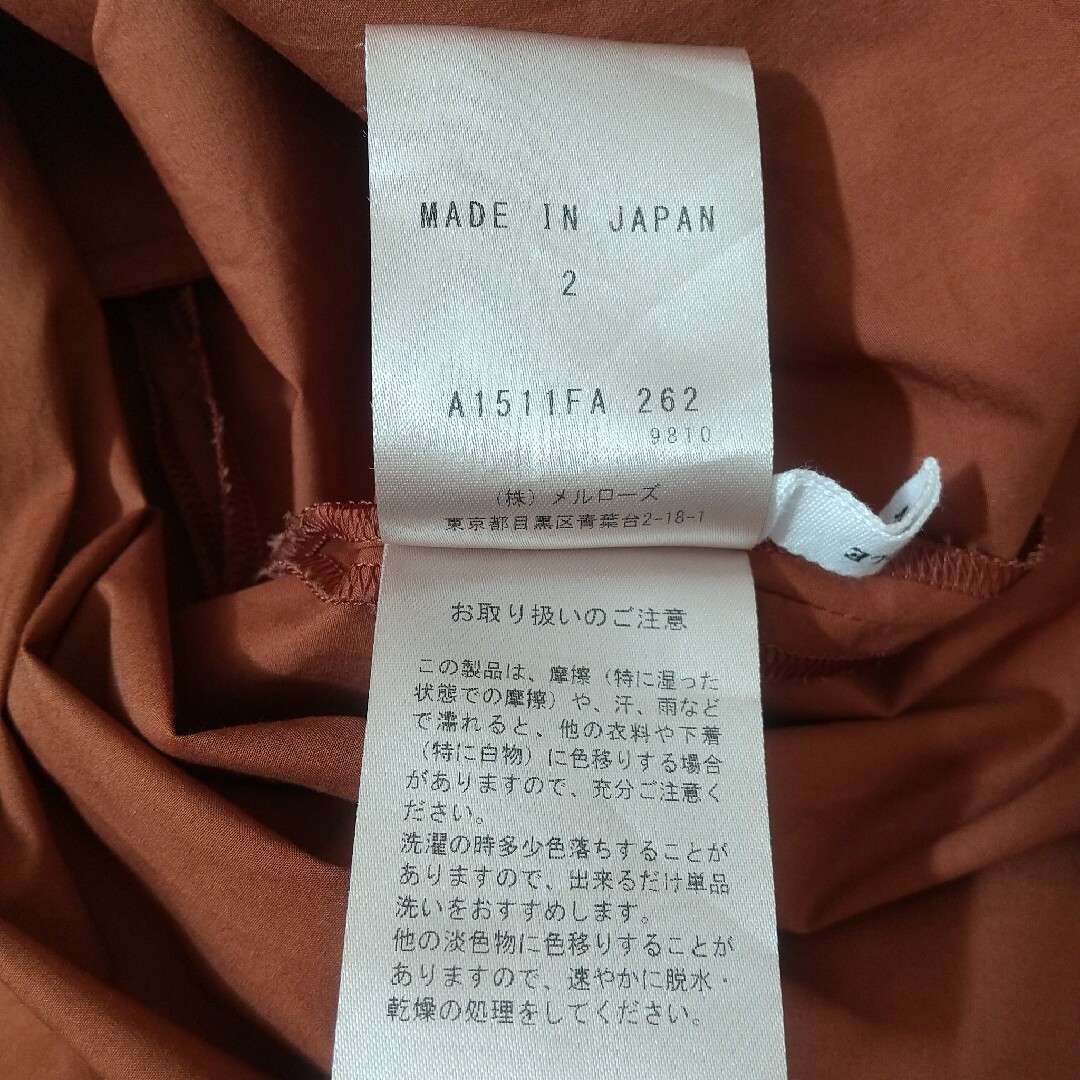 MADE IN JAPAN
2
A1511FA 262
9810
(株) メルローズ
東京都目黒区青葉台2-18-1
お取り扱いのご注意
この製品は、摩擦（特に湿った
状態での摩擦）や、汗、雨など
で濡れると、他の衣料や下着
（特に白物）に色移りする場合
がありますので、充分ご注意く
ださい。
洗濯の時多少色落ちすることが
ありますので、出来るだけ単品
洗いをおすすめします。
他の淡色物に色移りすることが
ありますので、速やかに脱水・
乾燥の処理をしてください。